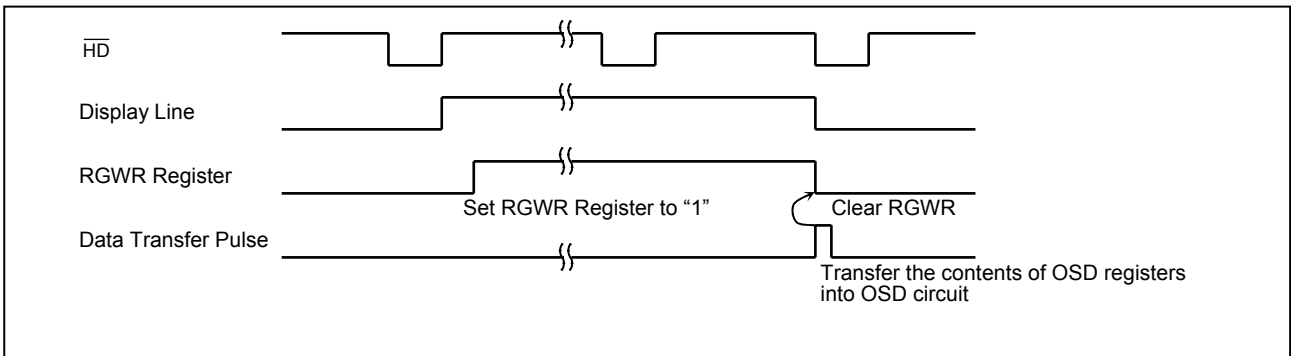 HD
Display Line
RGWR Register
Set RGWR Register to “1”
Clear RGWR
Data Transfer Pulse
Transfer the contents of OSD registers
into OSD circuit